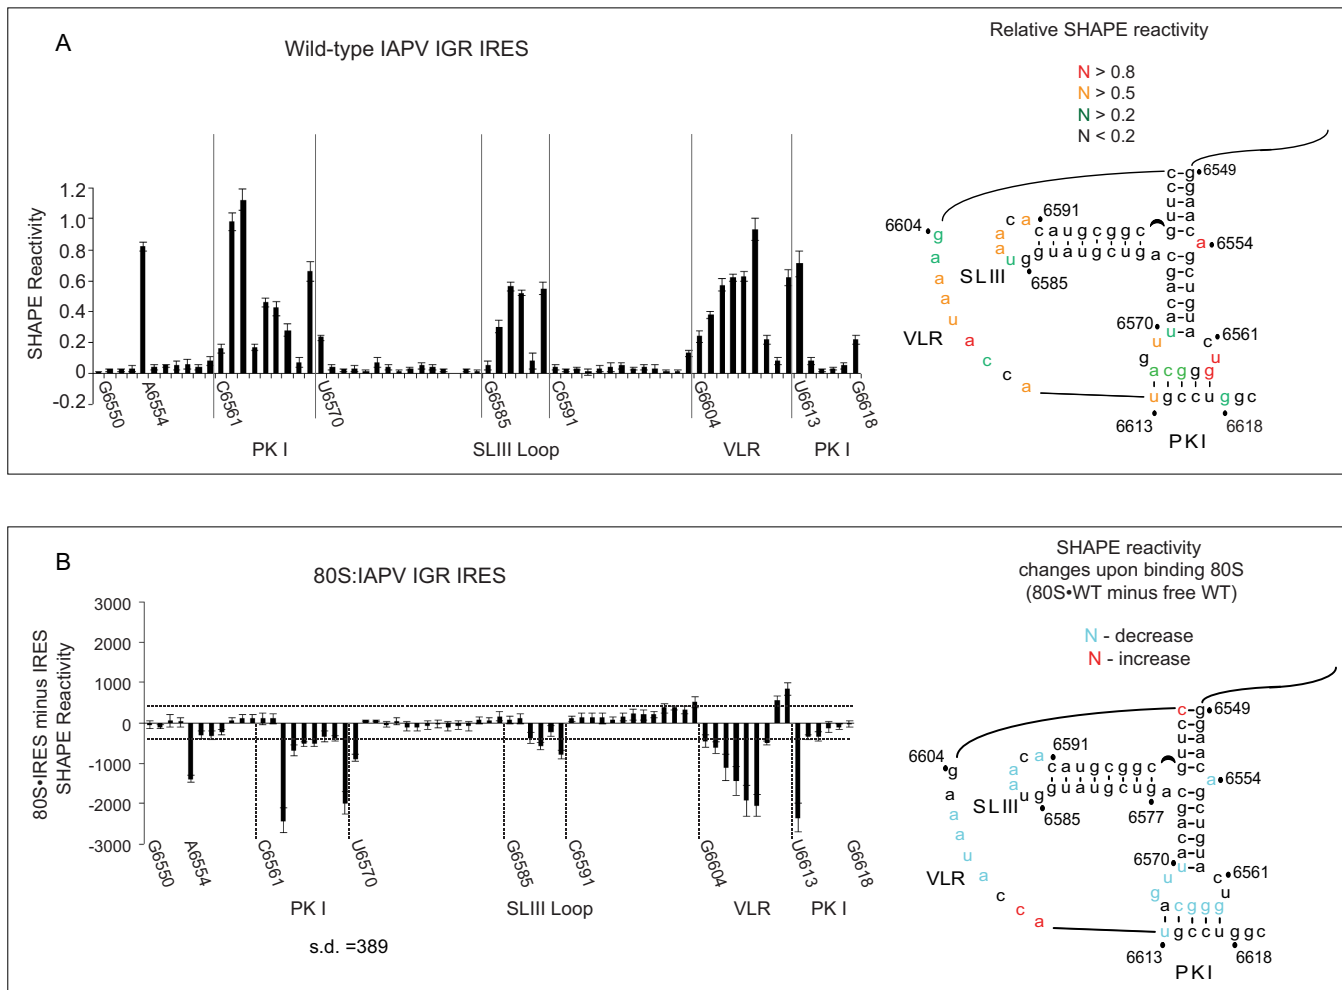 A
Wild-type IAPV IGR IRES
SHAPE Reactivity
1.2
1.0
0.8
0.6
0.4
0.2
0
-0.2
G6550
A6554
C6561
U6570
G6585
C6591
G6604
U6613
G6618
PK I
SLIII Loop
VLR
PK I
Relative SHAPE reactivity
N > 0.8
N > 0.5
N > 0.2
N < 0.2
6549
6554
6561
6570
6585
6591
6604
6613
6618
SLIII
VLR
PKI
c-g
c-g
u-a
u-a
g-c
a
c a
a
a
u
c a u g c g g c
g g u a u g c u g a
c-g
g-c
a-u
c-g
a-u
u-a
c
u
u
g
a c g g g
u g c c u g g c
g
a
a
a
u
a
c
c
a
B
80S:IAPV IGR IRES
80S•IRES minus IRES
SHAPE Reactivity
3000
2000
1000
0
-1000
-2000
-3000
G6550
A6554
C6561
U6570
G6585
C6591
G6604
U6613
G6618
PK I
SLIII Loop
VLR
PK I
s.d. =389
SHAPE reactivity
changes upon binding 80S
(80S•WT minus free WT)
N - decrease
N - increase
6549
6554
6561
6570
6577
6585
6591
6604
6613
6618
SLIII
VLR
PKI
c-g
c-g
u-a
u-a
g-c
a
c a
a
a
u
c a u g c g g c
g g u a u g c u g a
c-g
g-c
a-u
c-g
a-u
u-a
c
u
u
g
a c g g g
u g c c u g g c
g
a
a
a
u
a
c
c
a